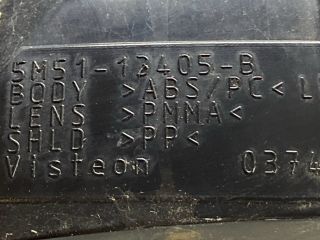 5M51-13405-B
BODY >ABS/PC< L
LENS >PMMA<
SHLD >PP<
Visteon 0374